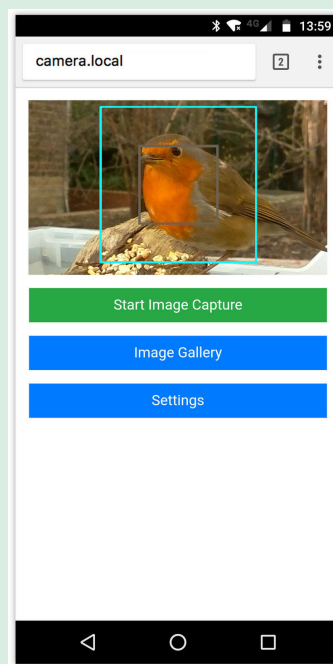 4G 13:59
camera.local 2
Start Image Capture
Image Gallery
Settings